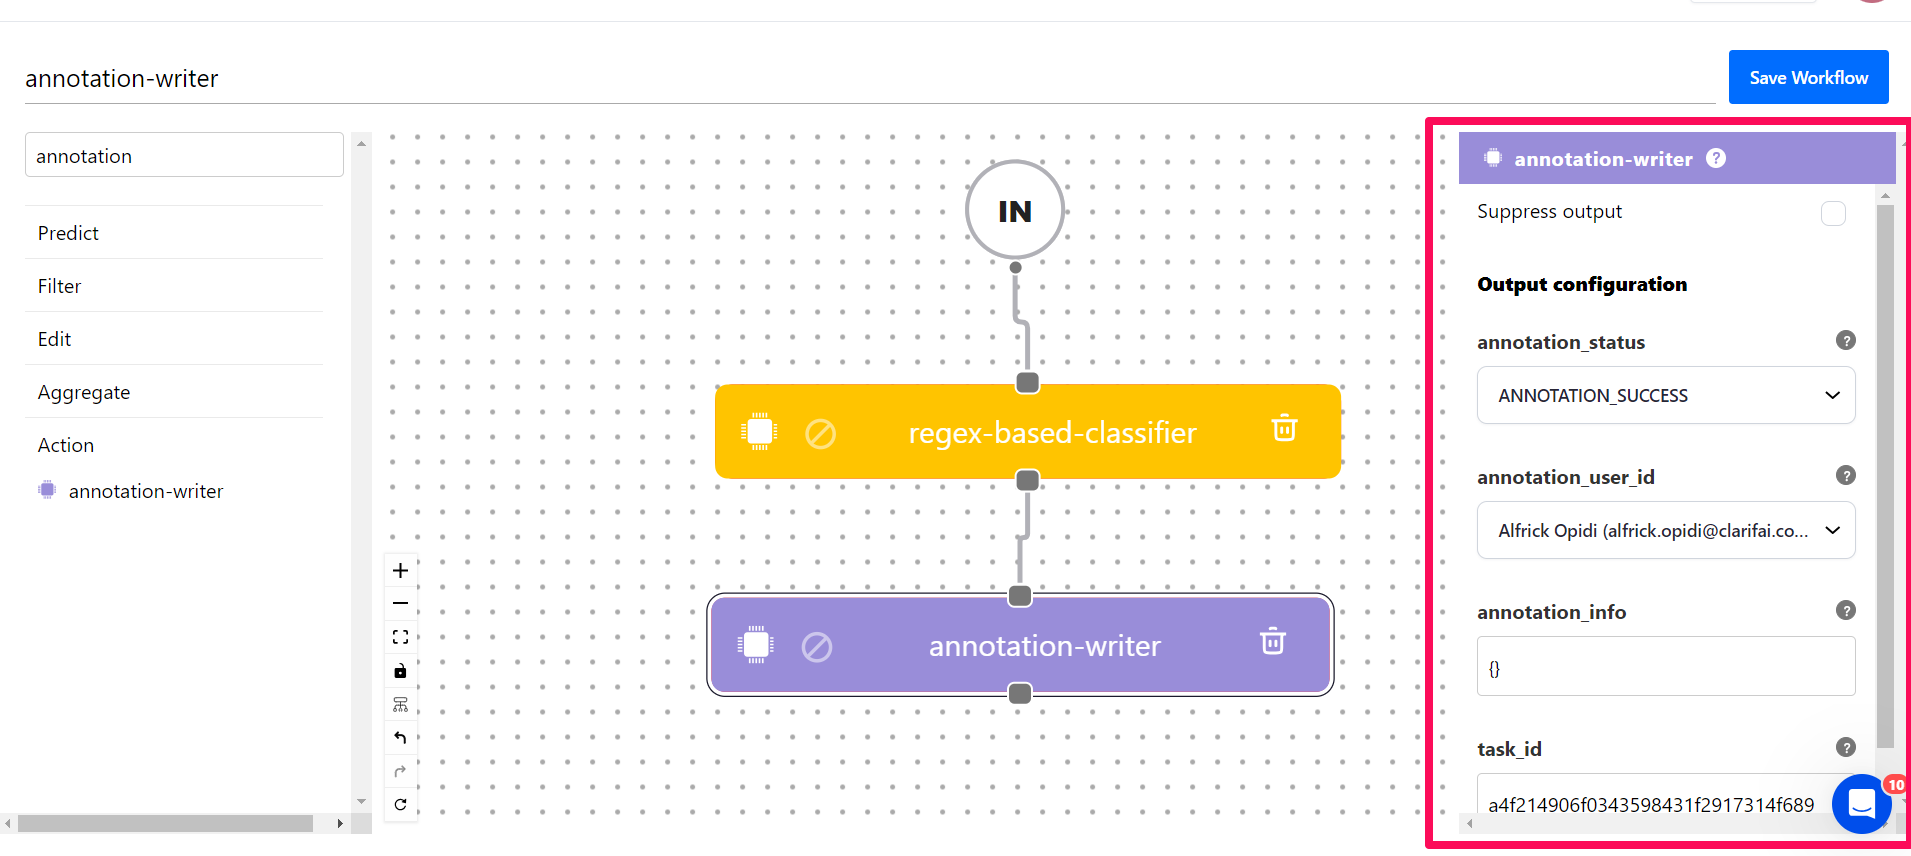 annotation-writer
Save Workflow
annotation
Predict
Filter
Edit
Aggregate
Action
annotation-writer
IN
regex-based-classifier
annotation-writer
annotation-writer ?
Suppress output
Output configuration
annotation_status ?
ANNOTATION_SUCCESS
annotation_user_id ?
Alfrick Opidi (alfrick.opidi@clarifai.co...
annotation_info ?
{}
task_id ?
a4f214906f0343598431f2917314f689
10